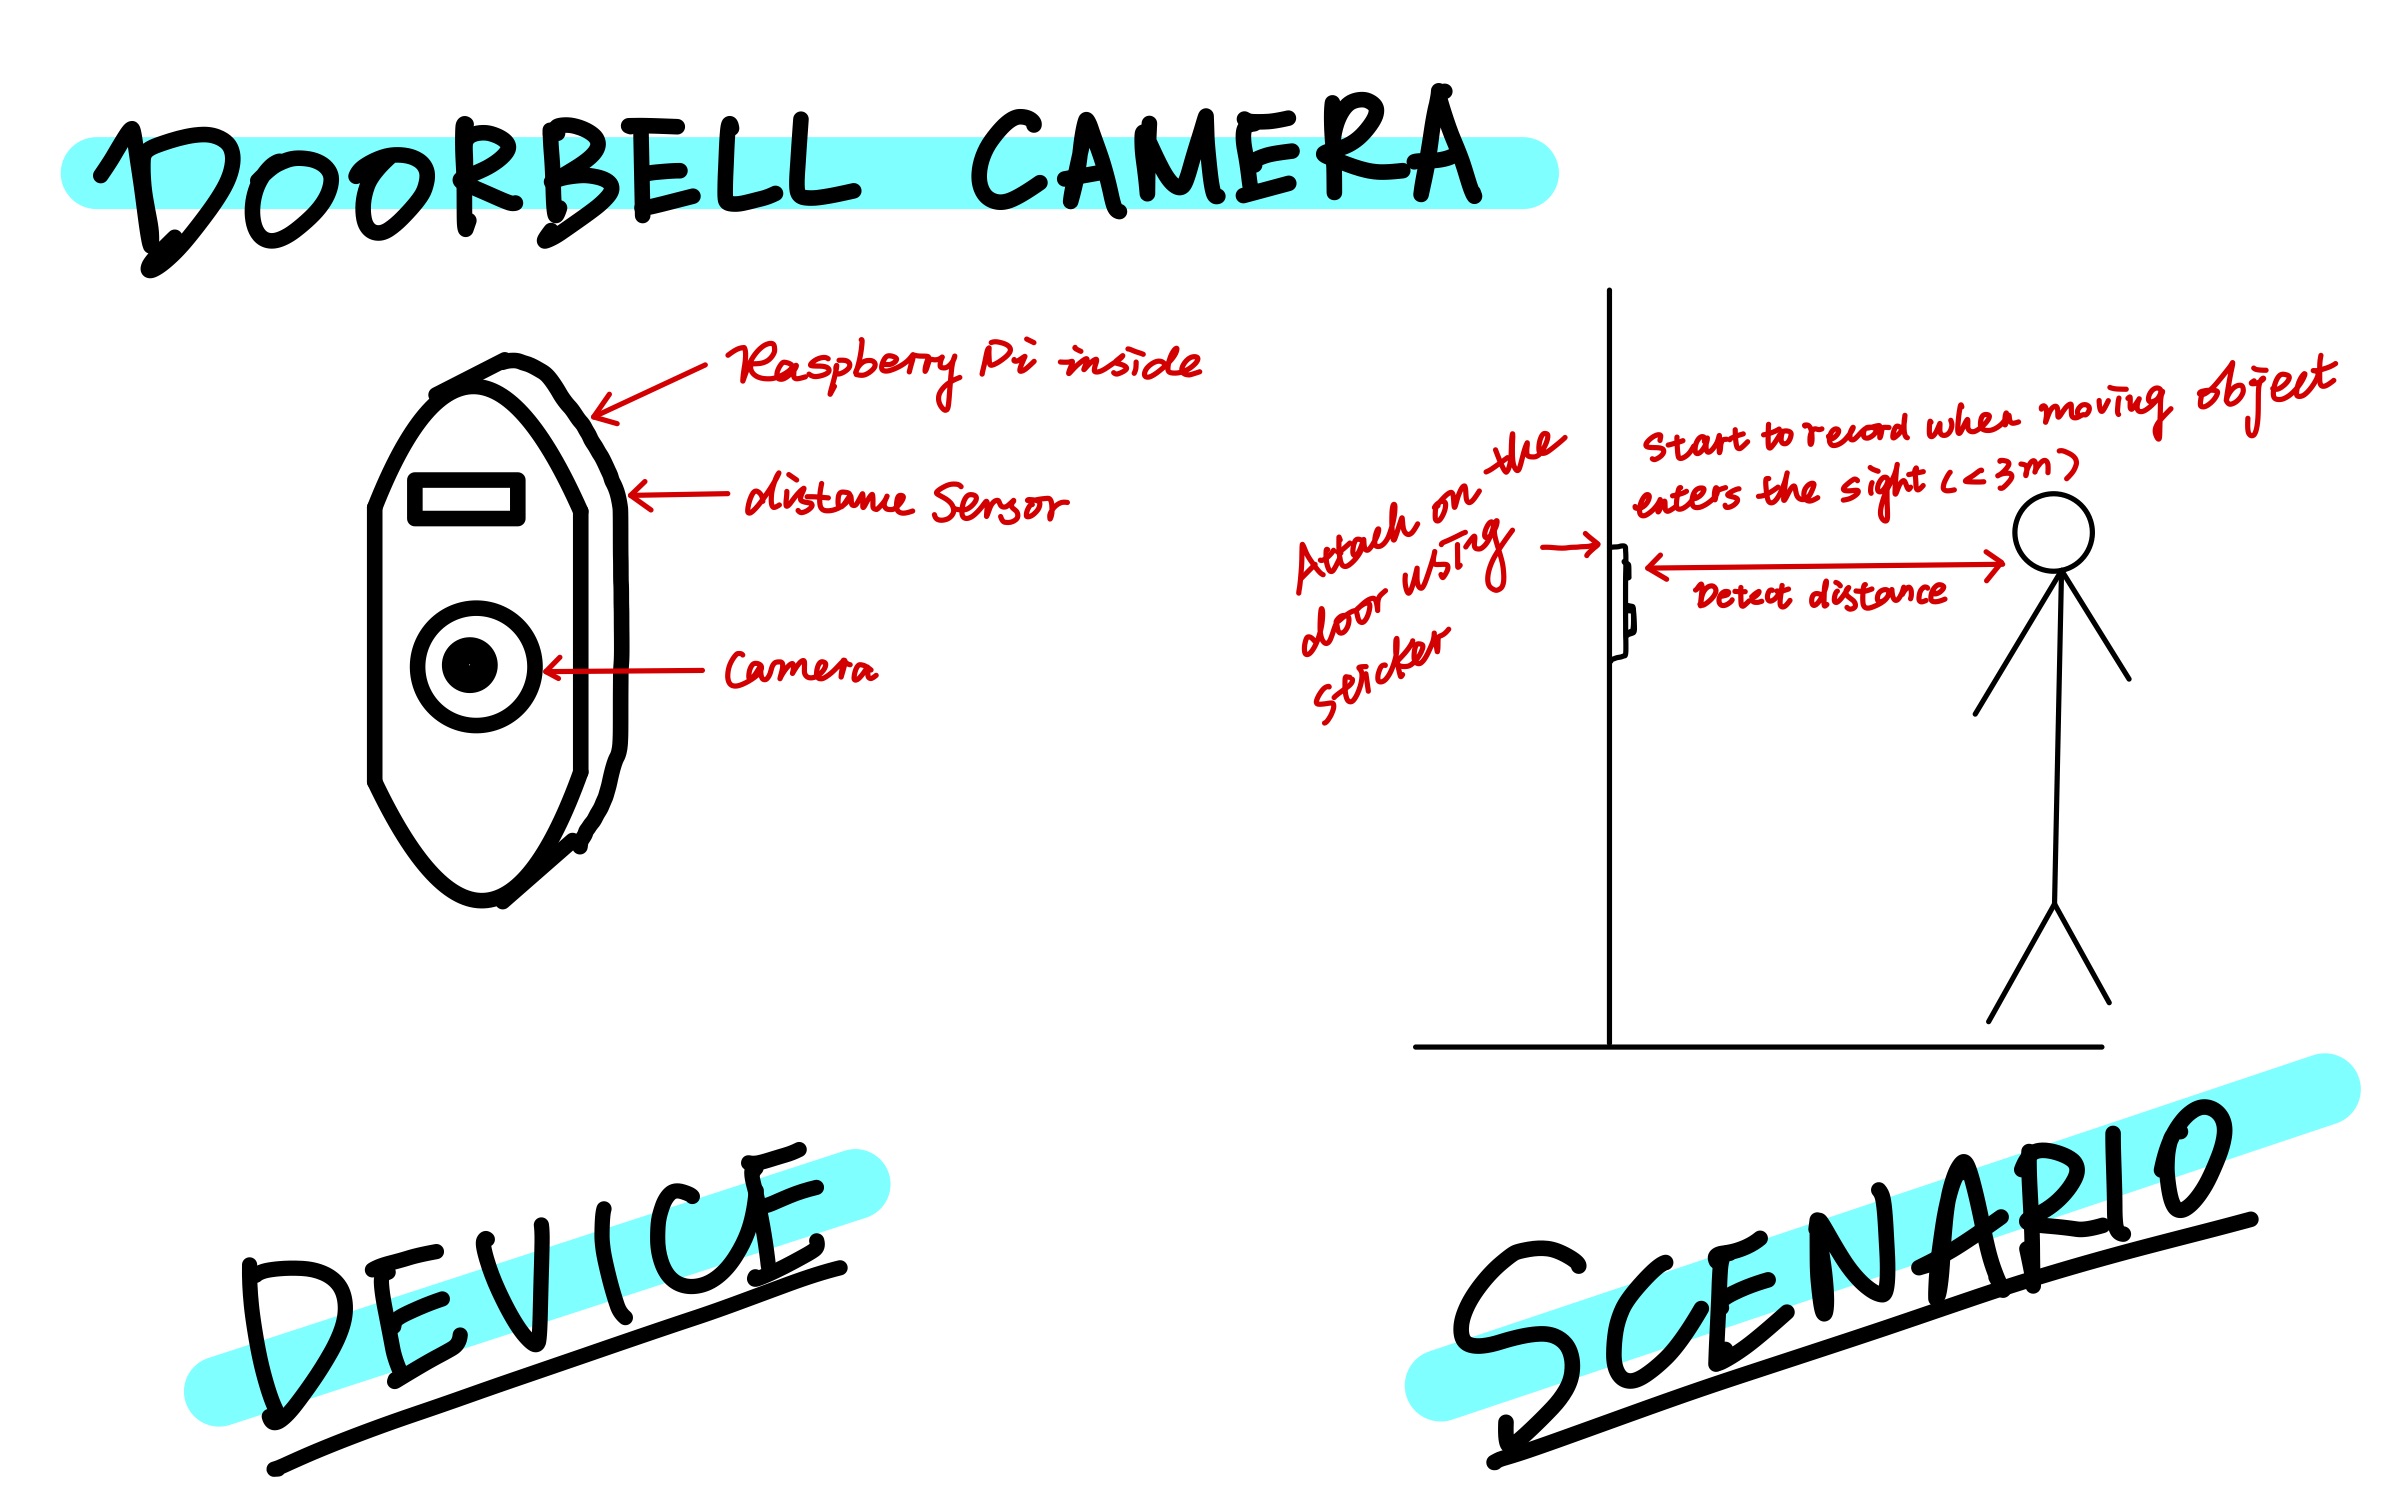 DOORBELL CAMERA
Raspberry Pi inside
Distance Sensor
Camera
Attach on the
door using
sticker
Start to record when moving object
enters the sight (<3m)
Detect distance
DEVICE
SCENARIO